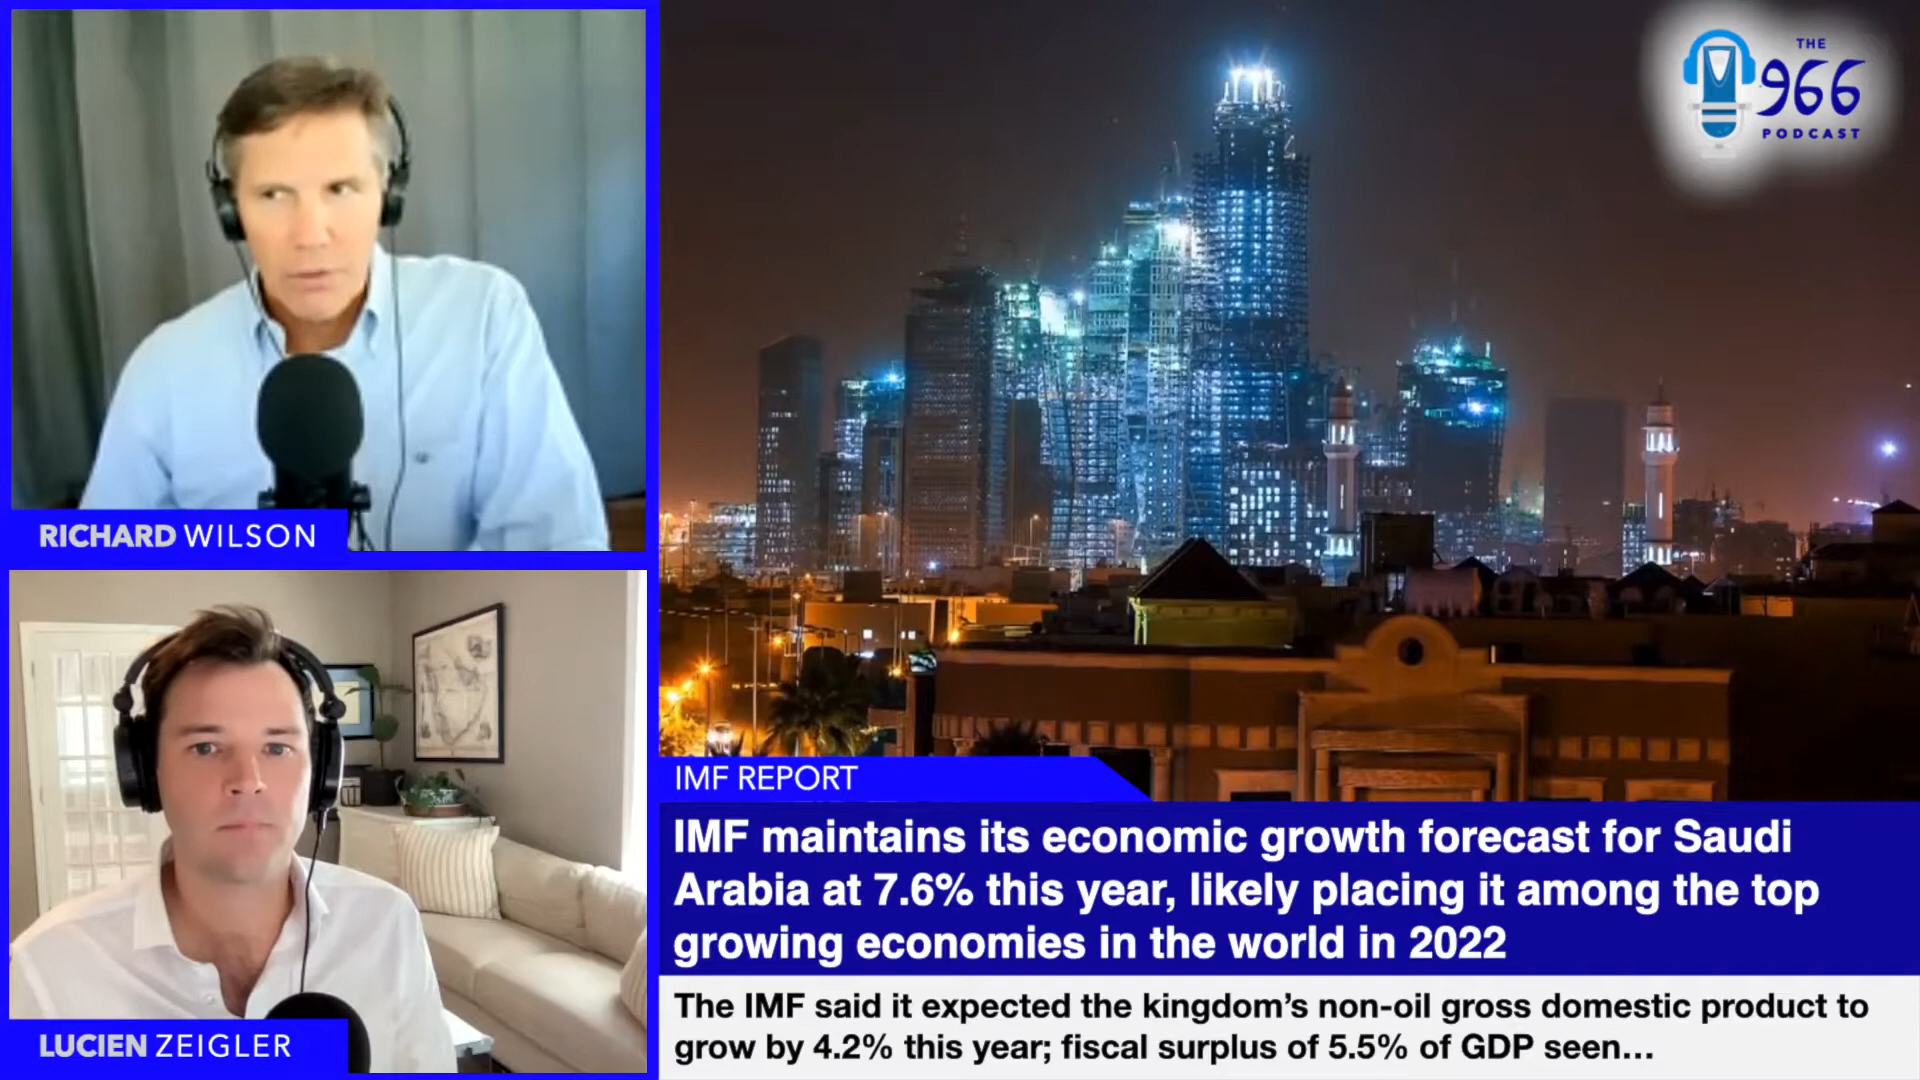 THE
966
PODCAST
RICHARD WILSON
LUCIEN ZEIGLER
IMF REPORT
IMF maintains its economic growth forecast for Saudi
Arabia at 7.6% this year, likely placing it among the top
growing economies in the world in 2022
The IMF said it expected the kingdom's non-oil gross domestic product to
grow by 4.2% this year; fiscal surplus of 5.5% of GDP seen...